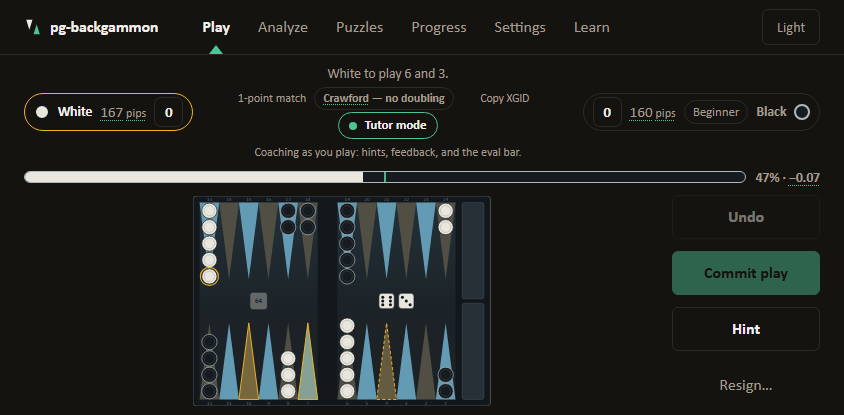 pg-backgammon Play Analyze Puzzles Progress Settings Learn Light
White to play 6 and 3.
White 167 pips 0 1-point match Crawford — no doubling Copy XGID 0 160 pips Beginner Black
Tutor mode
Coaching as you play: hints, feedback, and the eval bar.
47% · −0.07
Undo
Commit play
64
Hint
Resign...